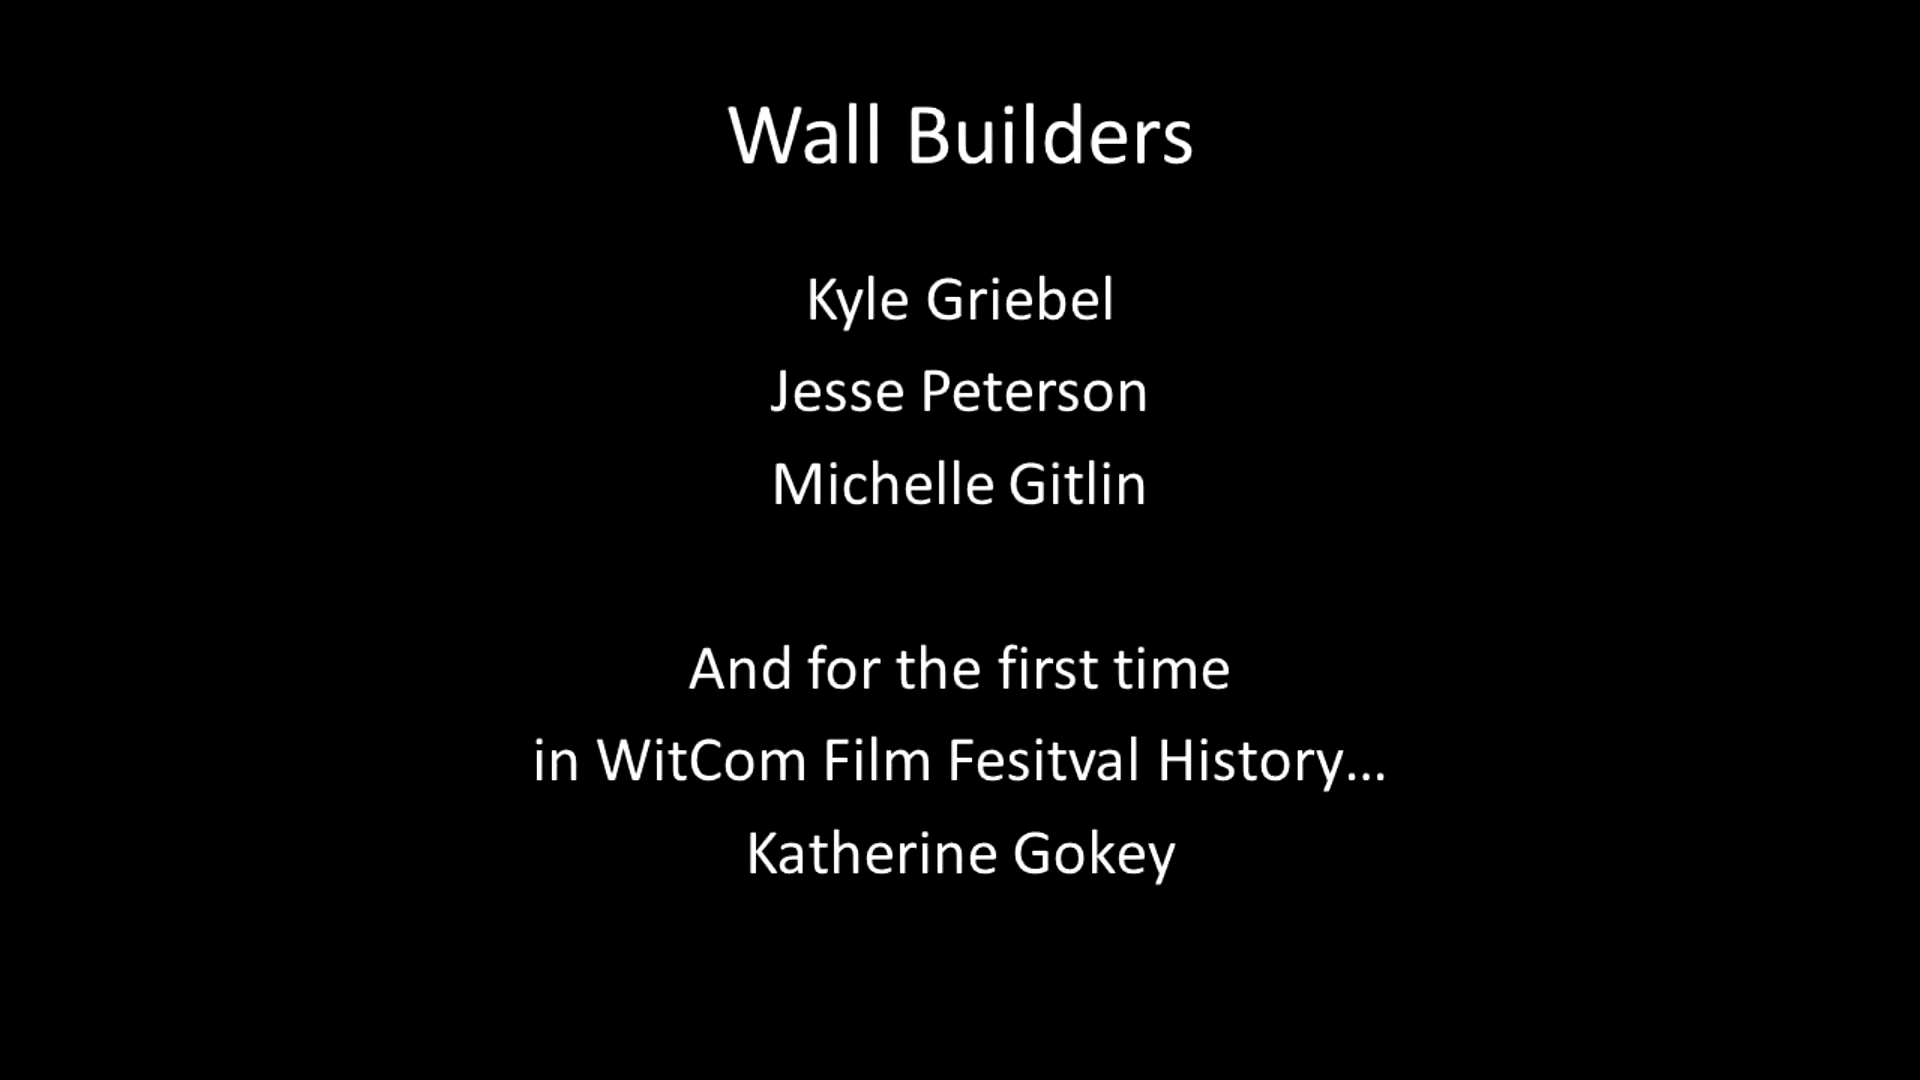 Wall Builders
Kyle Griebel
Jesse Peterson
Michelle Gitlin
And for the first time
in WitCom Film Fesitval History...
Katherine Gokey